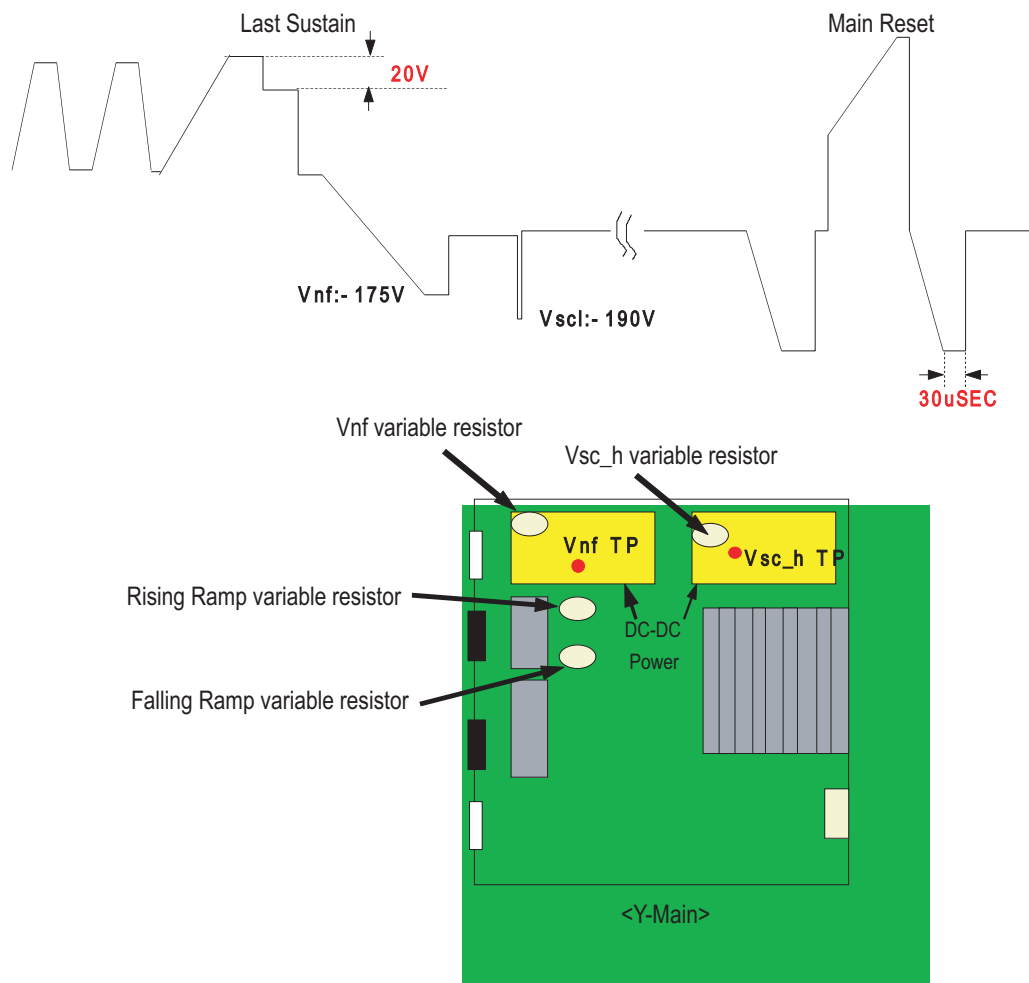 Last Sustain
Main Reset
20V
Vnf:- 175V
Vscl:- 190V
30uSEC
Vnf variable resistor
Vsc_h variable resistor
Vnf TP
Vsc_h TP
Rising Ramp variable resistor
DC-DC
Power
Falling Ramp variable resistor
<Y-Main>